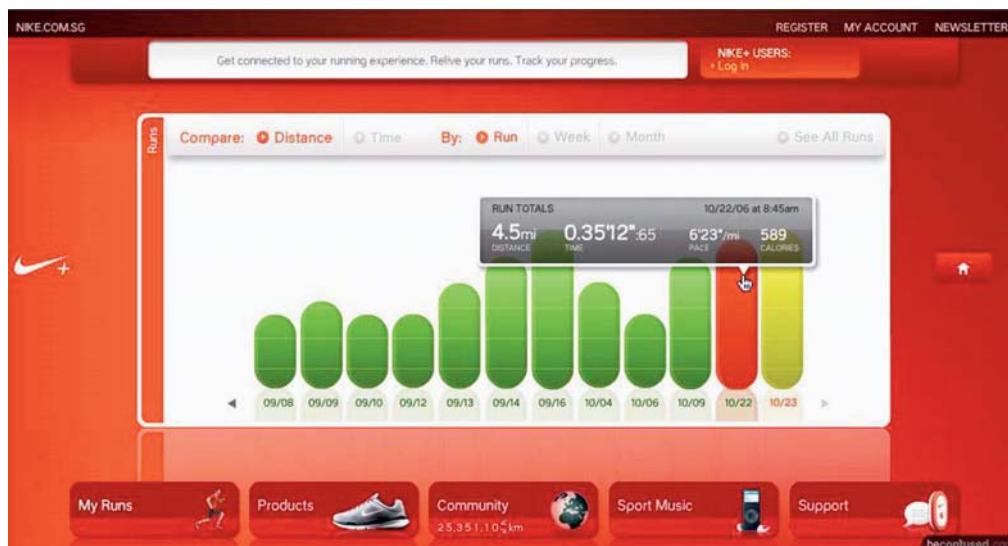 NIKE.COM.SG REGISTER MY ACCOUNT NEWSLETTER
Get connected to your running experience. Relive your runs. Track your progress.
NIKE+ USERS:
Log In
Runs
Compare: Distance Time By: Run Week Month See All Runs
RUN TOTALS 10/22/06 at 8:45am
4.5mi 0.35'12":65 6'23"/mi 589
DISTANCE TIME PACE CALORIES
+
09/08 09/09 09/10 09/12 09/13 09/14 09/16 10/04 10/06 10/09 10/22 10/23
My Runs Products Community Sport Music Support
km